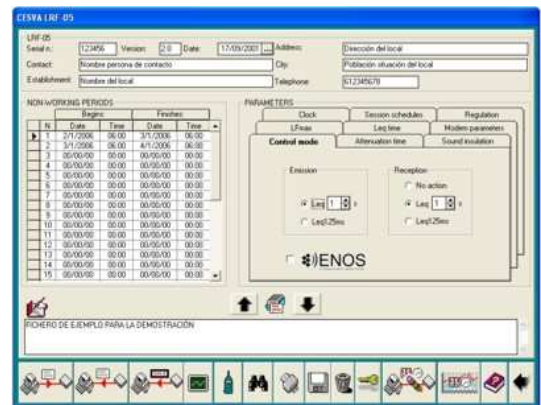 CESVA LRF-05
LRF-05
Serial n.: 123456 Version: 2.0 Date: 17/09/2001 ... Address: Dirección del local
Contact: Nombre persona de contacto City: Población situación del local
Establishment: Nombre del local Telephone: 612345678
NON-WORKING PERIODS PARAMETERS
Begins Finishes Clock Session schedules Regulation
N Date Time Date Time LFmax Leq time Modem parameters
1 2/1/2006 06:00 3/1/2006 06:00 Control mode Attenuation time Sound insulation
2 3/1/2006 06:00 4/1/2006 06:00
3 00/00/00 00:00 00/00/00 00:00
4 00/00/00 00:00 00/00/00 00:00 Emission Reception
5 00/00/00 00:00 00/00/00 00:00 No action
6 00/00/00 00:00 00/00/00 00:00
7 00/00/00 00:00 00/00/00 00:00 Leq 1 s Leq 1 s
8 00/00/00 00:00 00/00/00 00:00
9 00/00/00 00:00 00/00/00 00:00 Leq125ms Leq125ms
10 00/00/00 00:00 00/00/00 00:00
11 00/00/00 00:00 00/00/00 00:00
12 00/00/00 00:00 00/00/00 00:00
13 00/00/00 00:00 00/00/00 00:00 ENOS
14 00/00/00 00:00 00/00/00 00:00
15 00/00/00 00:00 00/00/00 00:00
FICHERO DE EJEMPLO PARA LA DEMOSTRACIÓN